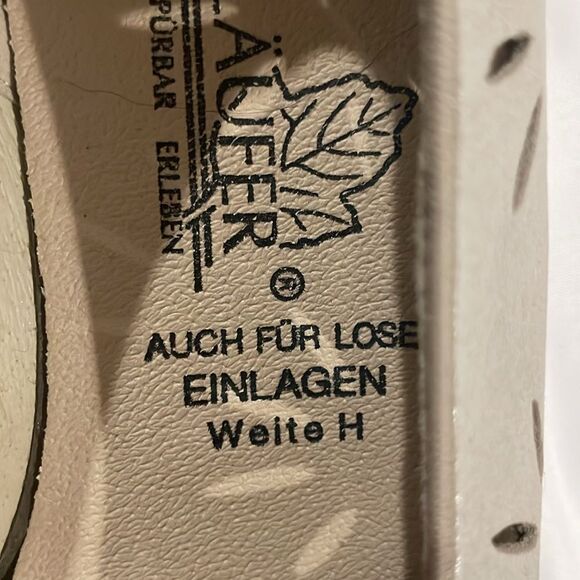 ÄUFER
SPÜRBAR ERLEBEN
®
AUCH FÜR LOSE
EINLAGEN
Weite H